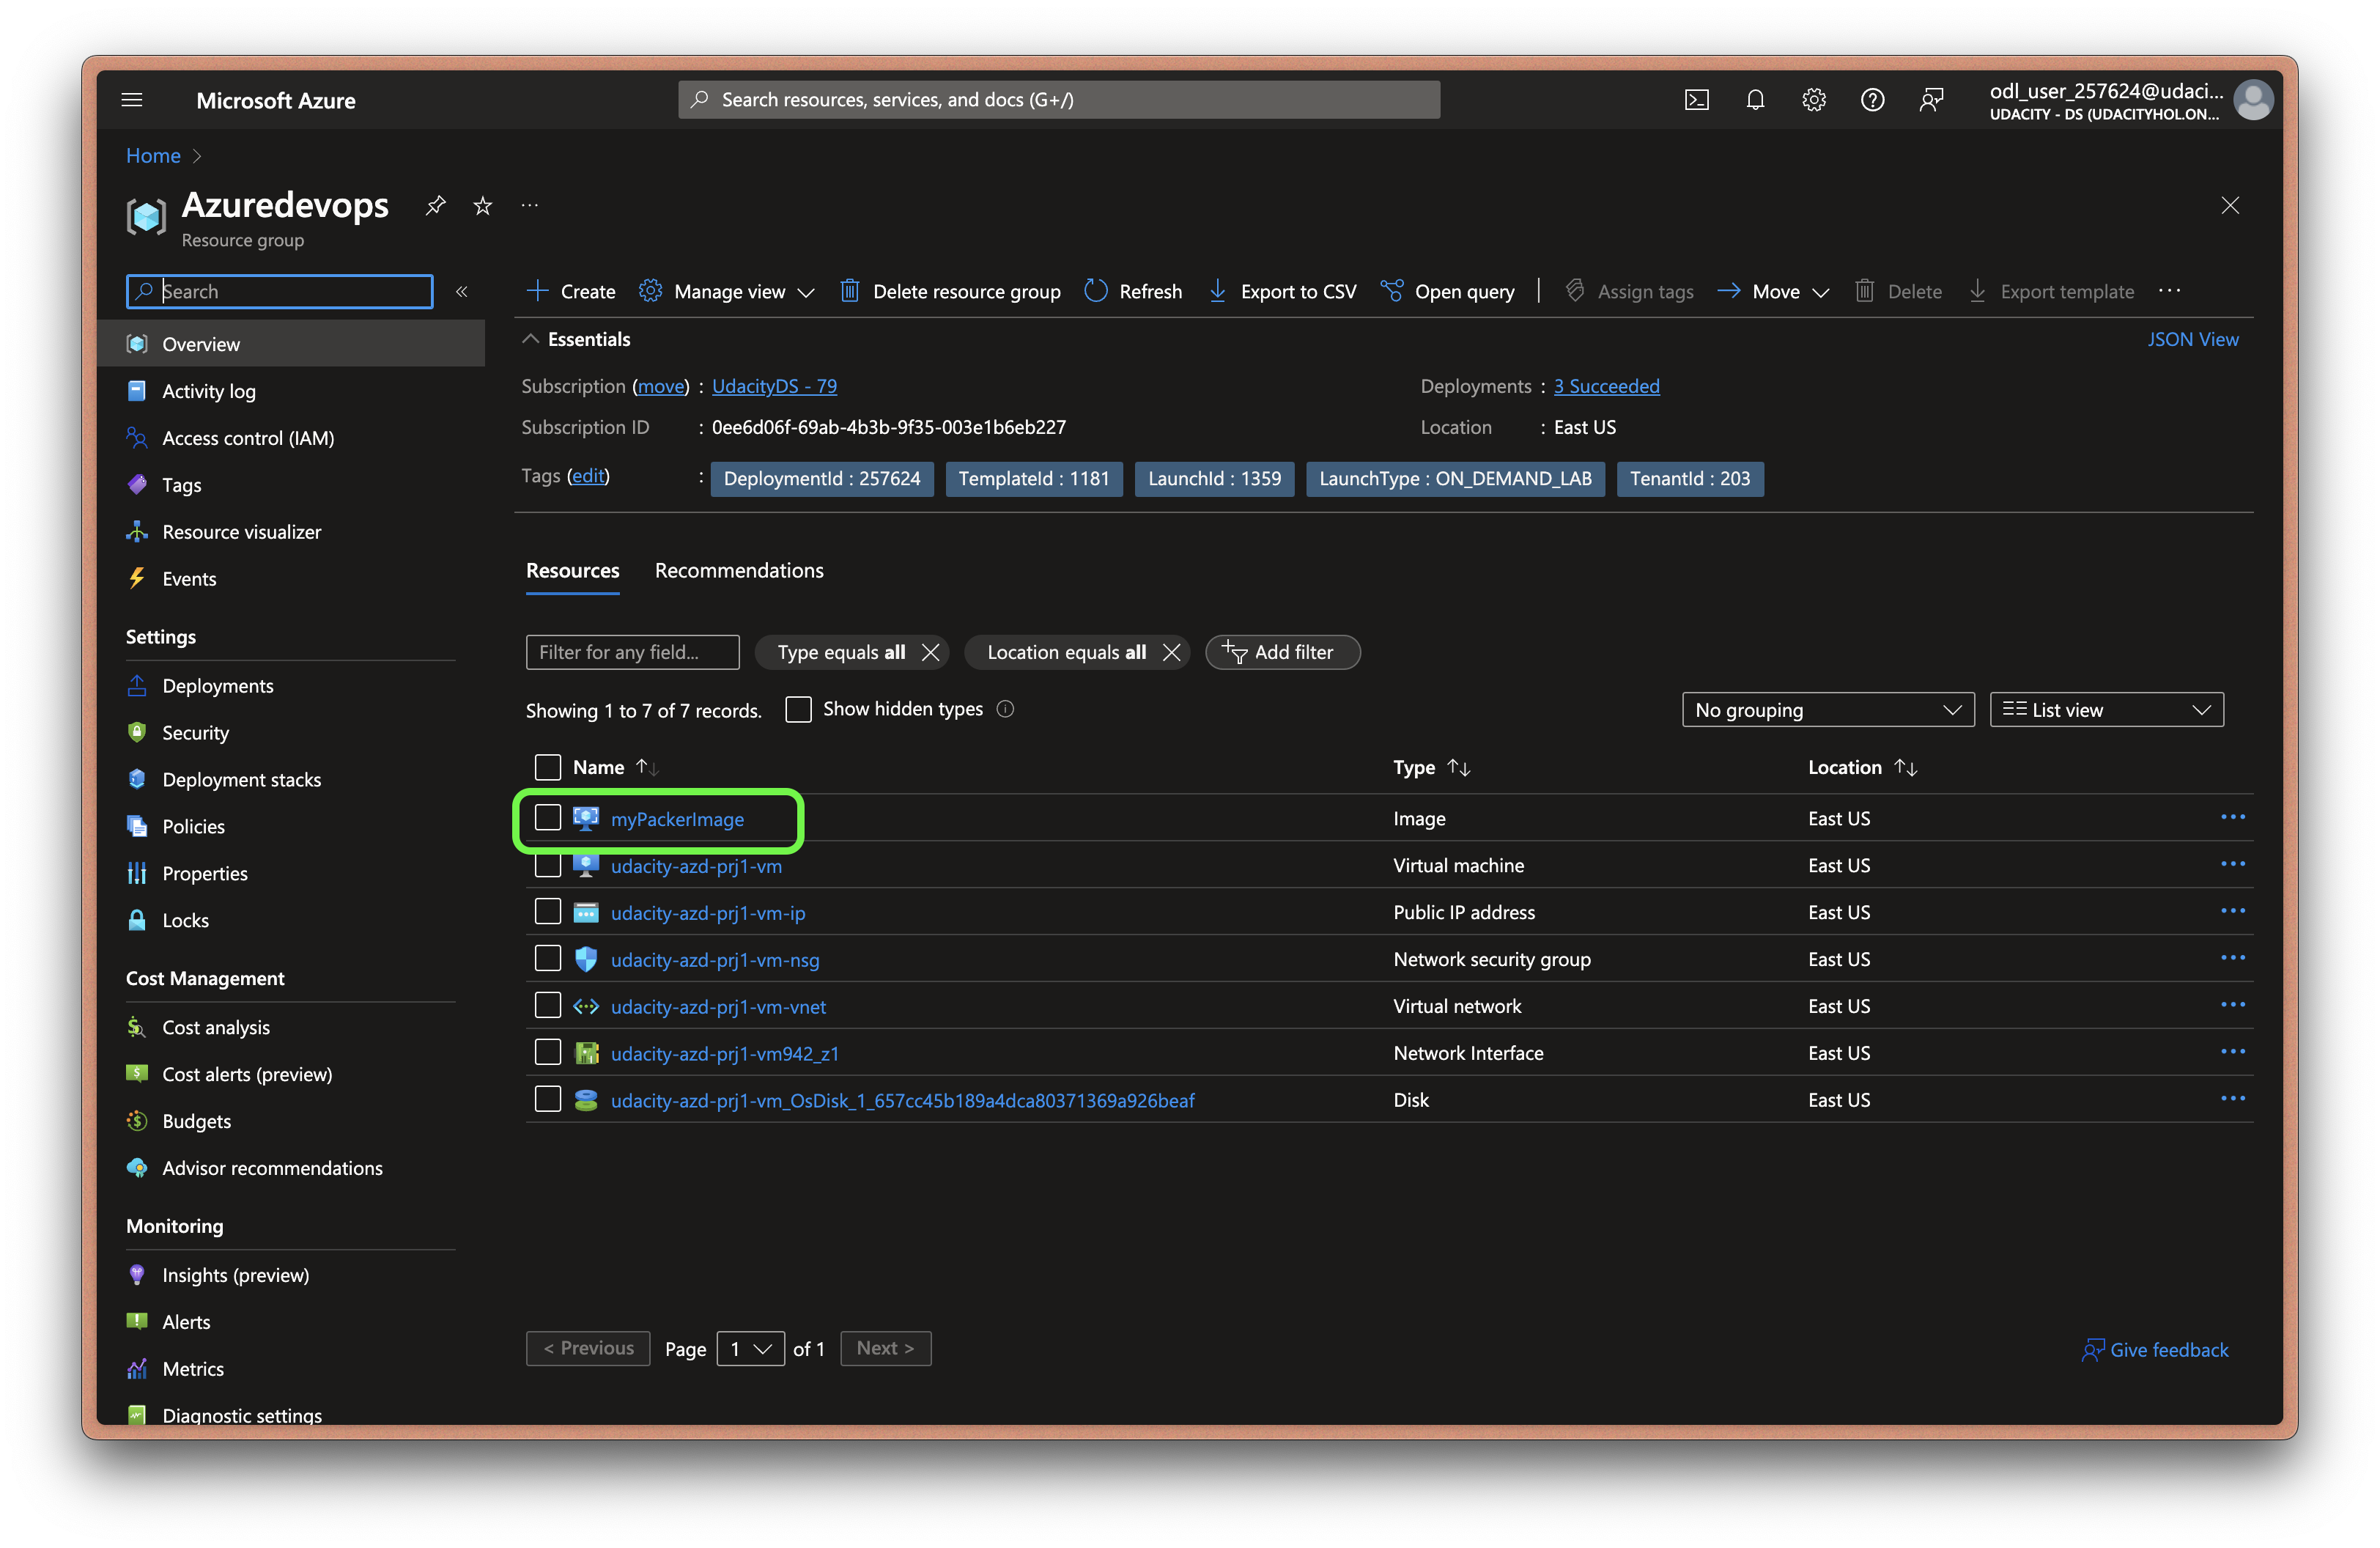 Microsoft Azure
Search resources, services, and docs (G+/)
odl_user_257624@udaci...
UDACITY - DS (UDACITYHOL.ON...
Home
Azuredevops
Resource group
Search
Create
Manage view
Delete resource group
Refresh
Export to CSV
Open query
Assign tags
Move
Delete
Export template
Overview
Activity log
Access control (IAM)
Tags
Resource visualizer
Events
Settings
Deployments
Security
Deployment stacks
Policies
Properties
Locks
Cost Management
Cost analysis
Cost alerts (preview)
Budgets
Advisor recommendations
Monitoring
Insights (preview)
Alerts
Metrics
Diagnostic settings
Essentials
JSON View
Subscription (move) : UdacityDS - 79
Deployments : 3 Succeeded
Subscription ID : 0ee6d06f-69ab-4b3b-9f35-003e1b6eb227
Location : East US
Tags (edit) : DeploymentId : 257624 TemplateId : 1181 LaunchId : 1359 LaunchType : ON_DEMAND_LAB TenantId : 203
Resources Recommendations
Filter for any field... Type equals all Location equals all Add filter
Showing 1 to 7 of 7 records. Show hidden types
No grouping List view
Name Type Location
myPackerImage Image East US
udacity-azd-prj1-vm Virtual machine East US
udacity-azd-prj1-vm-ip Public IP address East US
udacity-azd-prj1-vm-nsg Network security group East US
udacity-azd-prj1-vm-vnet Virtual network East US
udacity-azd-prj1-vm942_z1 Network Interface East US
udacity-azd-prj1-vm_OsDisk_1_657cc45b189a4dca80371369a926beaf Disk East US
< Previous Page 1 of 1 Next >
Give feedback